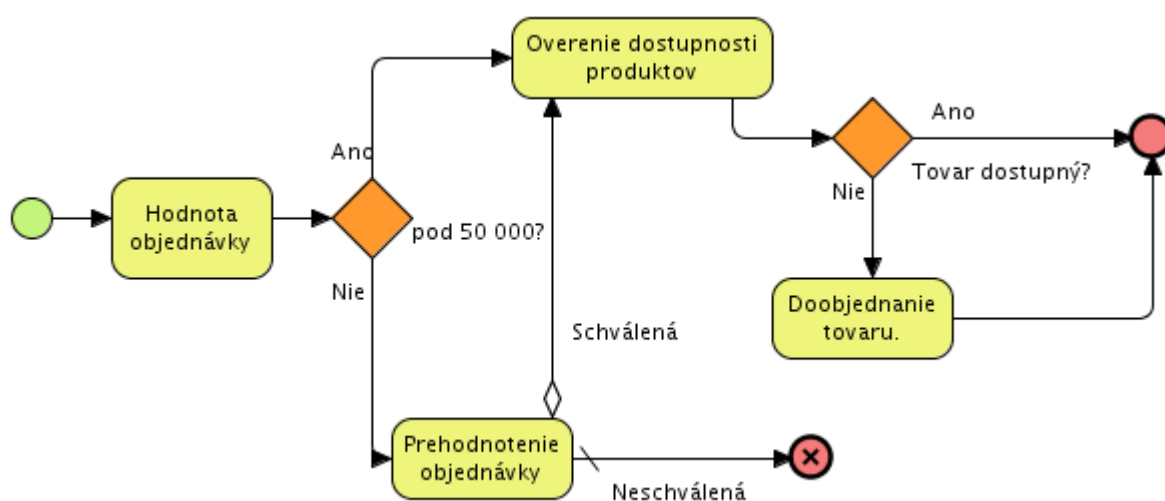 Overenie dostupnosti
produktov
Ano
Ano
Tovar dostupný?
Nie
Hodnota
objednávky
pod 50 000?
Nie
Doobjednanie
tovaru.
Schválená
Prehodnotenie
objednávky
Neschválená